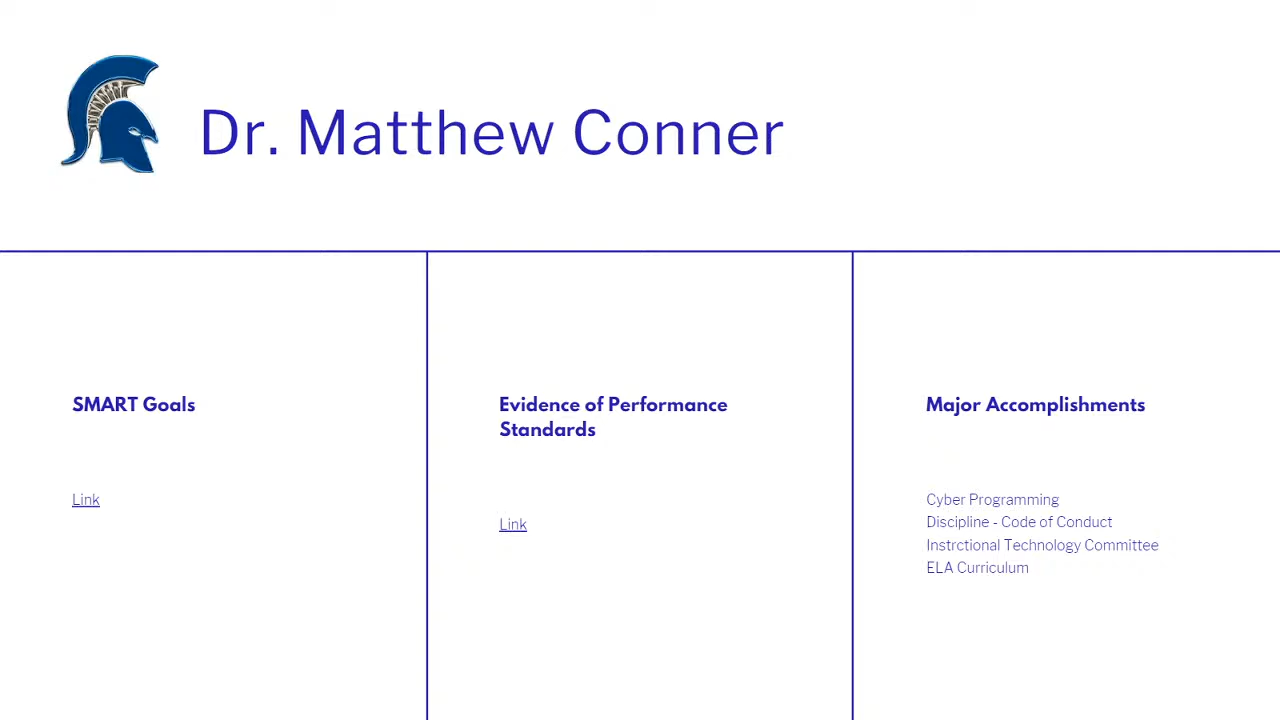 Dr. Matthew Conner
SMART Goals
Link
Evidence of Performance
Standards
Link
Major Accomplishments
Cyber Programming
Discipline - Code of Conduct
Instrctional Technology Committee
ELA Curriculum